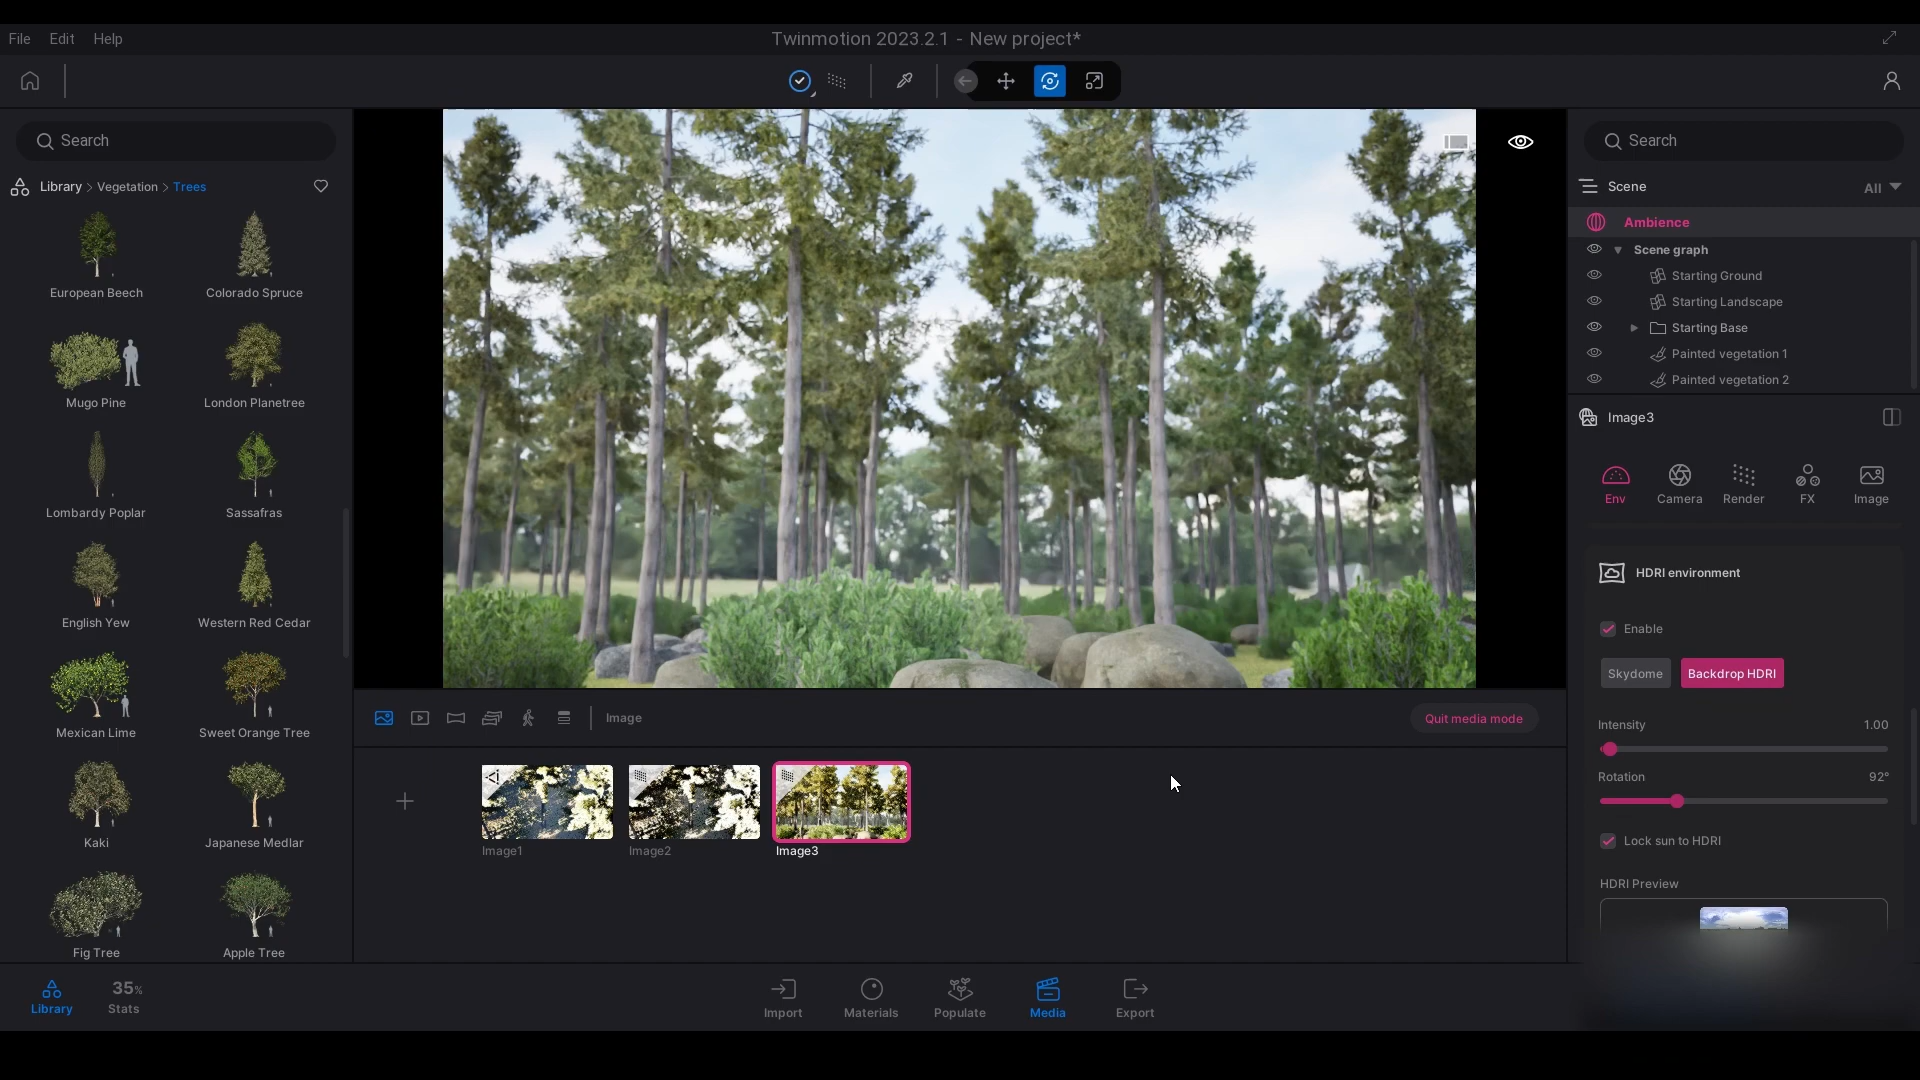 File Edit Help
Twinmotion 2023.2.1 - New project*
Search
Library > Vegetation > Trees
European Beech
Colorado Spruce
Mugo Pine
London Planetree
Lombardy Poplar
Sassafras
English Yew
Western Red Cedar
Mexican Lime
Sweet Orange Tree
Kaki
Japanese Medlar
Fig Tree
Apple Tree
Library
35%
Stats
Image
Quit media mode
Image1
Image2
Image3
Import
Materials
Populate
Media
Export
Search
Scene
All
Ambience
Scene graph
Starting Ground
Starting Landscape
Starting Base
Painted vegetation 1
Painted vegetation 2
Image3
Env
Camera
Render
FX
Image
HDRI environment
Enable
Skydome
Backdrop HDRI
Intensity 1.00
Rotation 92°
Lock sun to HDRI
HDRI Preview